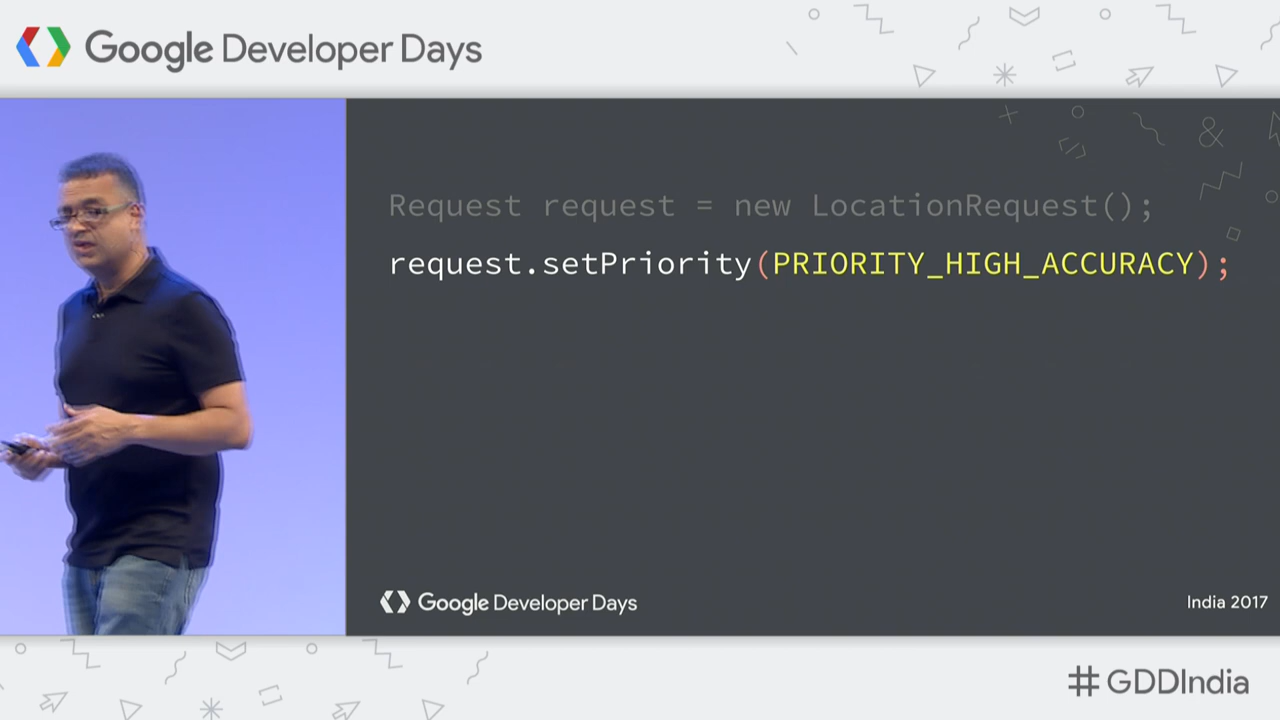 Google Developer Days
Request request = new LocationRequest();
request.setPriority(PRIORITY_HIGH_ACCURACY);
Google Developer Days
India 2017
#GDDIndia